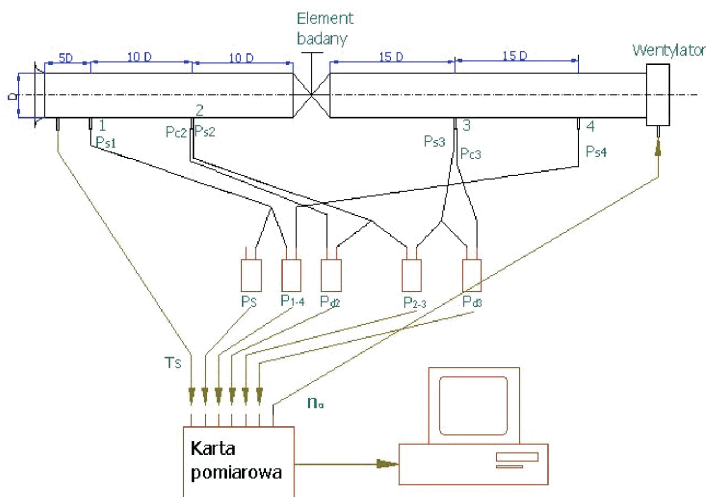 Element
badany
Wentylator
5D
10 D
10 D
15 D
15 D
D
1
2
3
4
Ps1
Pc2
Ps2
Ps3
Pc3
Ps4
Ps
P1-4
Pd2
P2-3
Pd3
Ts
na
Karta
pomiarowa